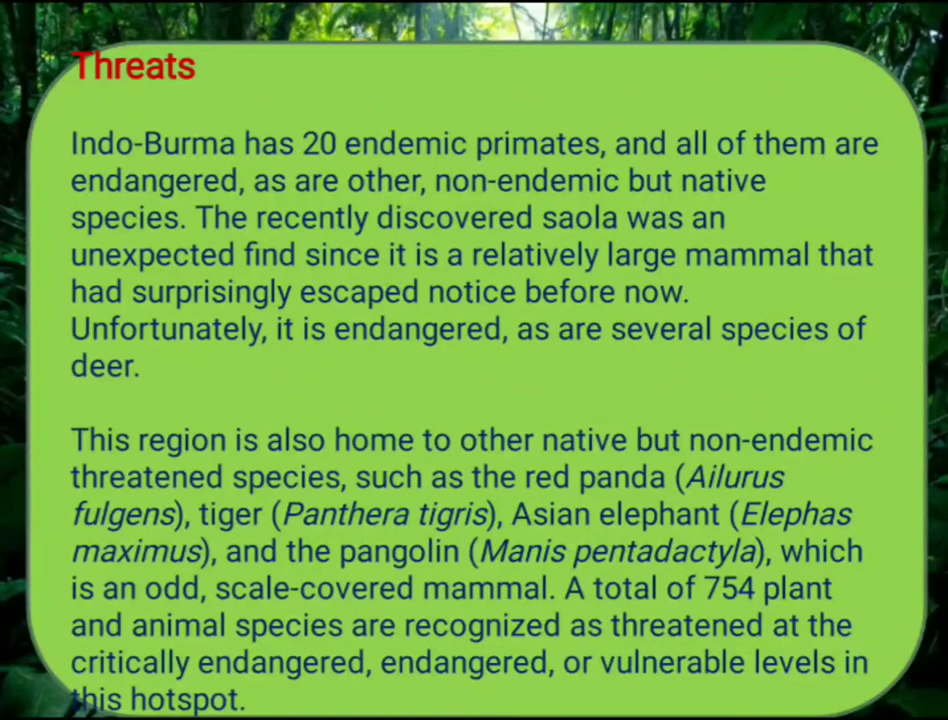 Threats
Indo-Burma has 20 endemic primates, and all of them are
endangered, as are other, non-endemic but native
species. The recently discovered saola was an
unexpected find since it is a relatively large mammal that
had surprisingly escaped notice before now.
Unfortunately, it is endangered, as are several species of
deer.
This region is also home to other native but non-endemic
threatened species, such as the red panda (Ailurus
fulgens), tiger (Panthera tigris), Asian elephant (Elephas
maximus), and the pangolin (Manis pentadactyla), which
is an odd, scale-covered mammal. A total of 754 plant
and animal species are recognized as threatened at the
critically endangered, endangered, or vulnerable levels in
this hotspot.